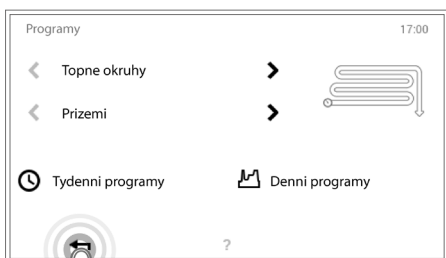 Programy 17:00
Topne okruhy
Prizemi
Tydenni programy Denni programy
?